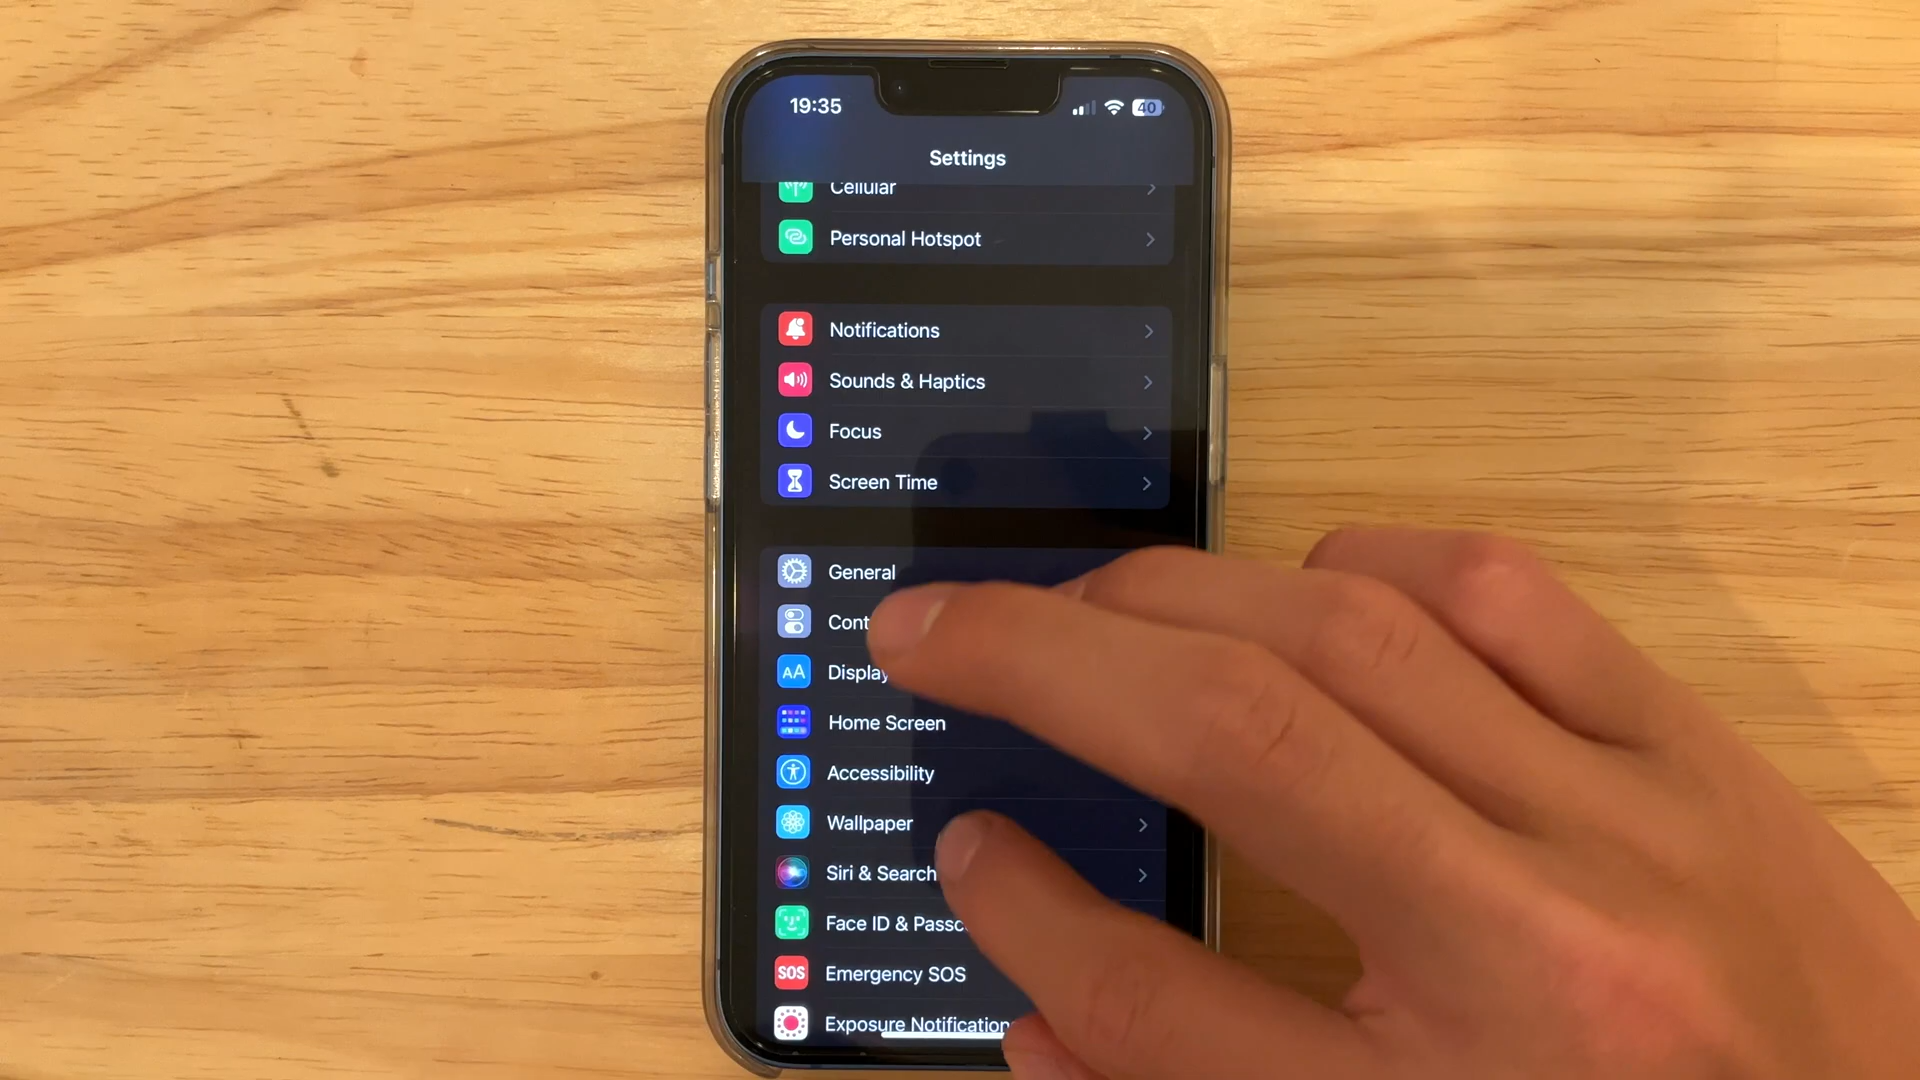 19:35
40
Settings
Cellular
Personal Hotspot
Notifications
Sounds & Haptics
Focus
Screen Time
General
Cont
AA
Display
Home Screen
Accessibility
Wallpaper
Siri & Search
Face ID & Passc
SOS
Emergency SOS
Exposure Notification